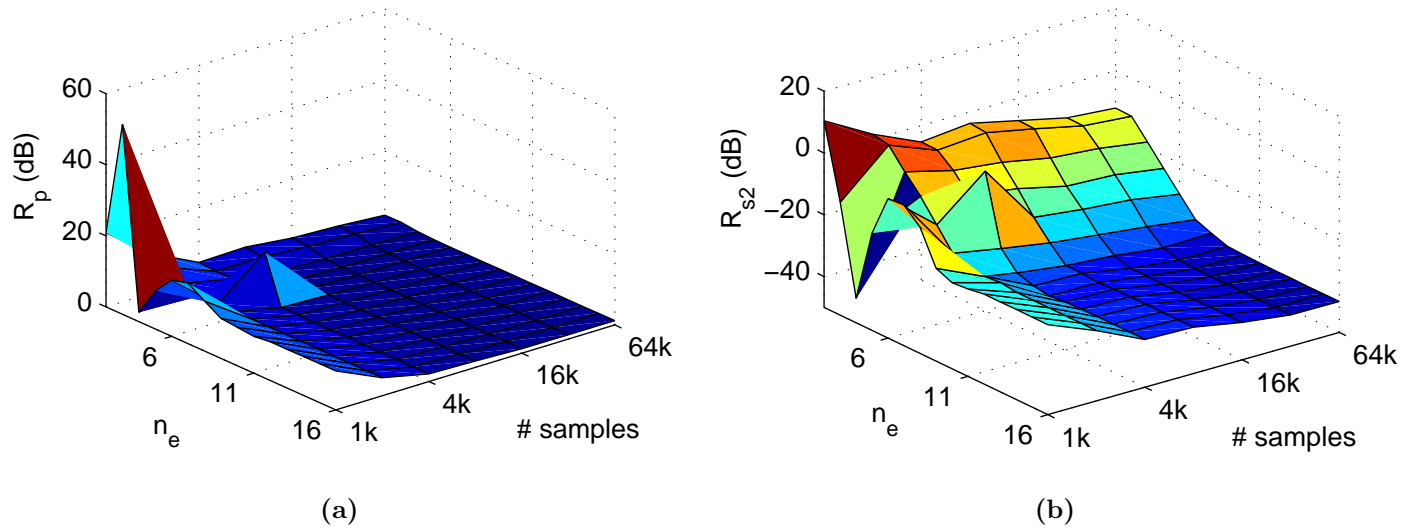 60
40
20
0
R_p (dB)
6
11
16
n_e
1k
4k
16k
64k
# samples
(a)
20
0
−20
−40
R_s2 (dB)
6
11
16
n_e
1k
4k
16k
64k
# samples
(b)